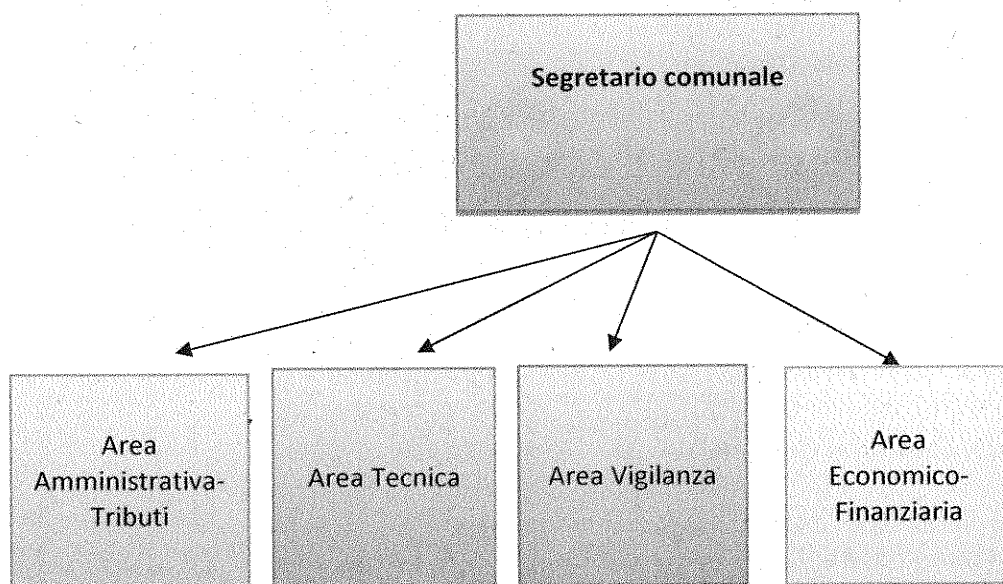 Segretario comunale
Area
Amministrativa-
Tributi
Area Tecnica
Area Vigilanza
Area
Economico-
Finanziaria